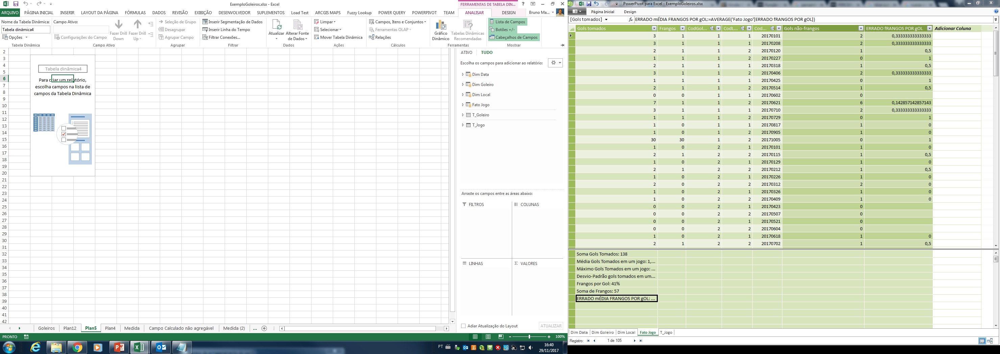 ExemploGoleiros.xlsx - Excel
FERRAMENTAS DE TABELA DIN...
ARQUIVO PÁGINA INICIAL INSERIR LAYOUT DA PÁGINA FÓRMULAS DADOS REVISÃO EXIBIÇÃO DESENVOLVEDOR SUPLEMENTOS Load Test ARCGIS MAPS Fuzzy Lookup POWER QUERY POWERPIVOT TEAM ANALISAR DESIGN Bruno Ma...
Nome da Tabela Dinâmica:
Tabela dinâmica4
Opções
Tabela Dinâmica
Campo Ativo:
Configurações do Campo
Fazer Drill Down
Fazer Drill Up
Campo Ativo
Seleção de Grupo
Desagrupar
Agrupar Campo
Agrupar
Inserir Segmentação de Dados
Inserir Linha do Tempo
Filtrar Conexões...
Filtrar
Atualizar
Alterar Fonte de Dados
Dados
Limpar
Selecionar
Mover Tabela Dinâmica
Ações
Campos, Itens e Conjuntos
Ferramentas OLAP
Relações
Cálculos
Gráfico Dinâmico
Tabelas Dinâmicas Recomendadas
Ferramentas
Lista de Campos
Botões +/-
Cabeçalhos de Campos
Mostrar
2
3
4
5
6
7
8
9
10
11
12
13
14
15
16
17
18
19
20
21
22
23
24
25
26
27
28
29
30
31
32
33
34
35
36
37
38
39
40
41
42
Tabela dinâmica4
Para criar um relatório,
escolha campos na lista de
campos da Tabela Dinâmica
ATIVO TUDO
Escolha os campos para adicionar ao relatório:
Dim Data
Dim Goleiro
Dim Local
Fato Jogo
T_Goleiro
T_Jogo
Arraste os campos entre as áreas abaixo:
FILTROS COLUNAS
LINHAS VALORES
Adiar Atualização do Layout ATUALIZAR
Goleiros Plan12 Plan5 Plan4 Medida Campo Calculado não agregável Medida (2) ...
PRONTO 100%
PT 16:40
29/11/2017
PowerPivot para Excel - ExemploGoleiros.xlsx
Página Inicial Design
[Gols tomados] fx ERRADO mÉDIA FRANGOS POR gOL:=AVERAGE('Fato Jogo'[ERRADO fRANGOS POR gOL])
Gols tomados Frangos CodGol... CodL... Cod... Gols não-frangos ERRADO fRANGOS POR gOL Adicionar Coluna
3 1 1 1 20170101 2 0,333333333333333
3 1 1 1 20170208 2 0,333333333333333
2 1 1 2 20170120 1 0,5
1 1 1 2 20170227 0 1
2 1 1 1 20170318 1 0,5
3 1 1 2 20170406 2 0,333333333333333
1 1 1 1 20170425 0 1
2 1 1 2 20170514 1 0,5
0 0 1 1 20170602 0
7 1 1 2 20170621 6 0,142857142857143
3 1 1 1 20170710 2 0,333333333333333
1 1 1 2 20170729 0 1
1 0 1 1 20170817 1 0
1 0 1 2 20170905 1 0
30 30 1 2 20171005 0 1
1 0 2 1 20170101 1 0
2 1 2 2 20170115 1 0,5
1 0 2 1 20170129 1 0
2 1 2 2 20170212 1 0,5
1 0 2 1 20170226 1 0
2 0 2 2 20170312 2 0
1 0 2 1 20170326 1 0
1 0 2 2 20170409 1 0
0 0 2 1 20170423 0
0 0 2 2 20170507 0
0 0 2 1 20170521 0
0 0 2 2 20170604 0
1 0 2 1 20170618 1 0
2 1 2 2 20170702 1 0,5
Soma Gols Tomados: 138
Média Gols Tomados em um jogo: 1,...
Máximo Gols Tomados em um jogo: ...
Desvio-Padrão gols tomados em um...
Frangos por Gol: 41%
Soma de Frangos: 57
ERRADO mÉDIA FRANGOS POR gOL: ...
Dim Data Dim Goleiro Dim Local Fato Jogo T_Jogo
Registro: 1 de 105